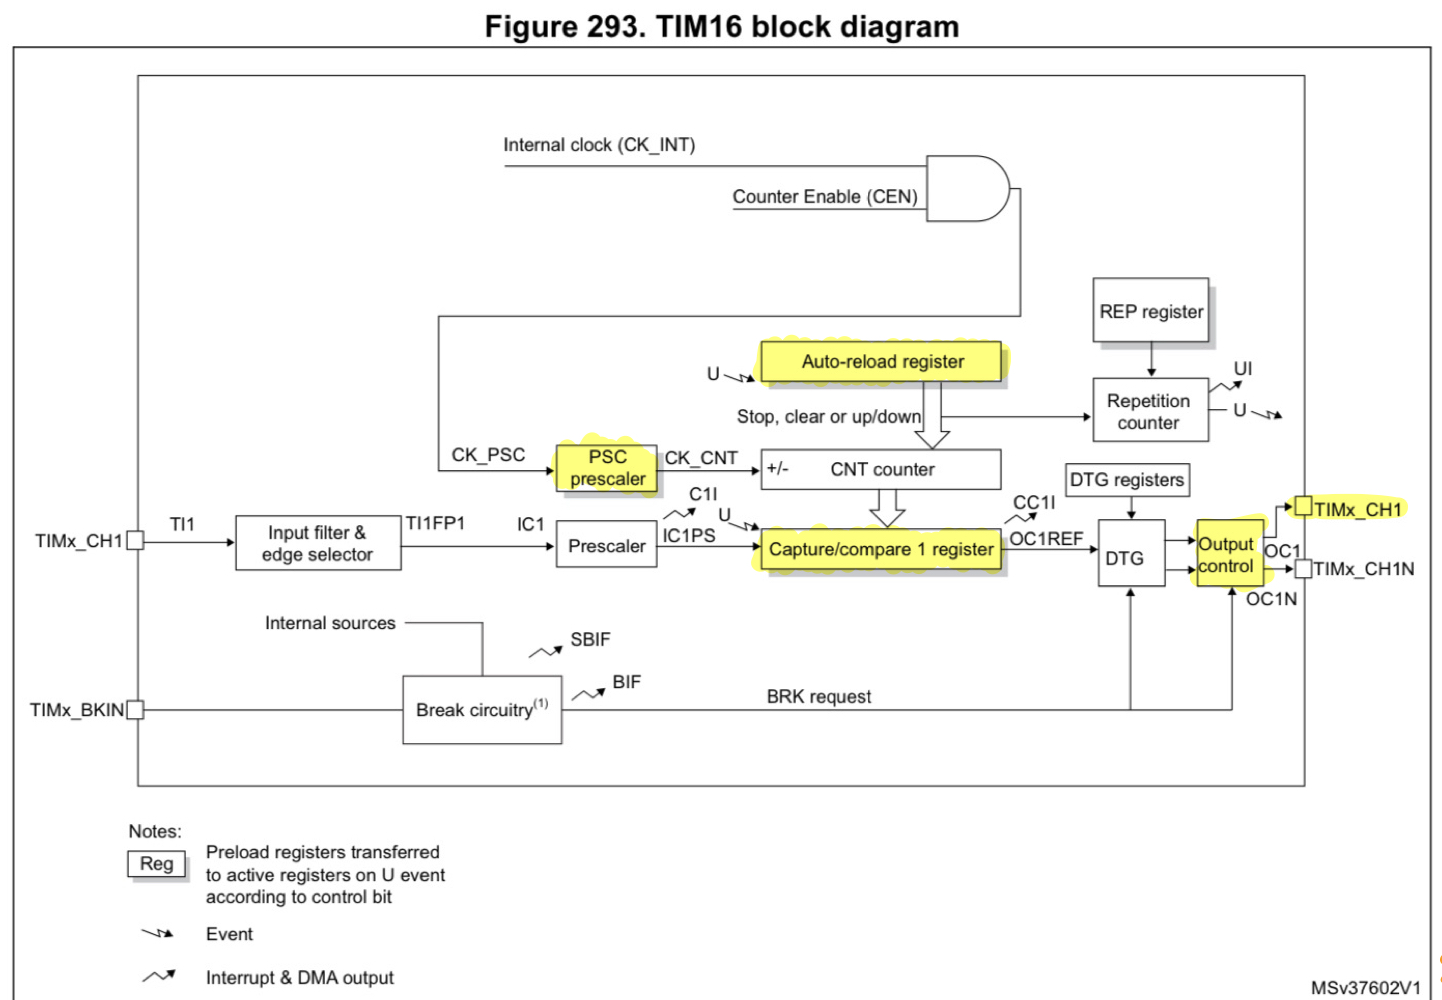 Figure 293. TIM16 block diagram
Internal clock (CK_INT)
Counter Enable (CEN)
REP register
Auto-reload register
U
UI
Stop, clear or up/down
Repetition
counter
U
CK_PSC
PSC
prescaler
CK_CNT
+/-
CNT counter
DTG registers
C1I
U
CC1I
TIMx_CH1
TI1
Input filter &
edge selector
TI1FP1
IC1
Prescaler
IC1PS
Capture/compare 1 register
OC1REF
DTG
Output
control
OC1
TIMx_CH1
TIMx_CH1N
OC1N
Internal sources
SBIF
BIF
TIMx_BKIN
Break circuitry(1)
BRK request
Notes:
Reg
Preload registers transferred
to active registers on U event
according to control bit
Event
Interrupt & DMA output
MSv37602V1